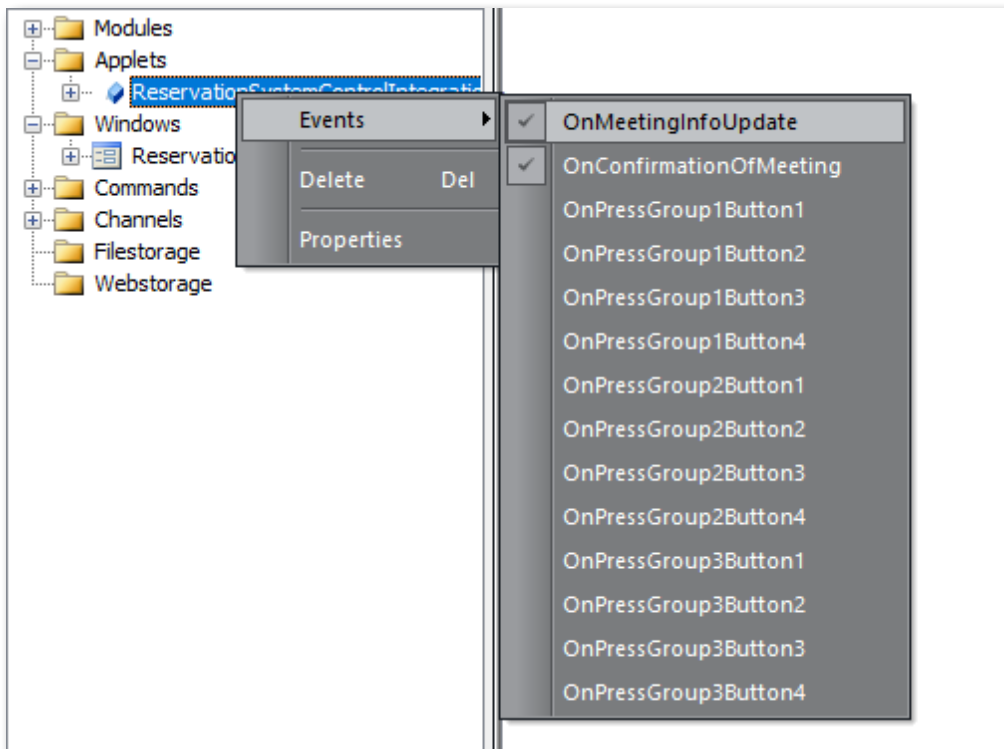 Modules
Applets
ReservationSystemControlIntegratio
Windows
Reservatio
Commands
Channels
Filestorage
Webstorage
Events
Delete Del
Properties
OnMeetingInfoUpdate
OnConfirmationOfMeeting
OnPressGroup1Button1
OnPressGroup1Button2
OnPressGroup1Button3
OnPressGroup1Button4
OnPressGroup2Button1
OnPressGroup2Button2
OnPressGroup2Button3
OnPressGroup2Button4
OnPressGroup3Button1
OnPressGroup3Button2
OnPressGroup3Button3
OnPressGroup3Button4